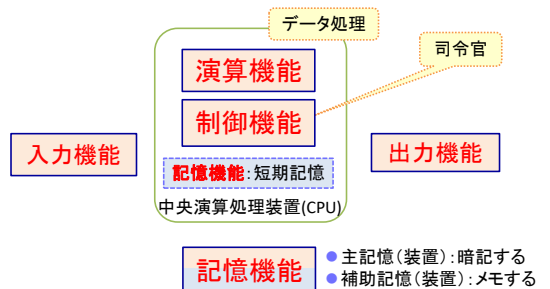 データ処理
司令官
演算機能
制御機能
入力機能
出力機能
記憶機能:短期記憶
中央演算処理装置(CPU)
記憶機能
●主記憶(装置):暗記する
●補助記憶(装置):メモする